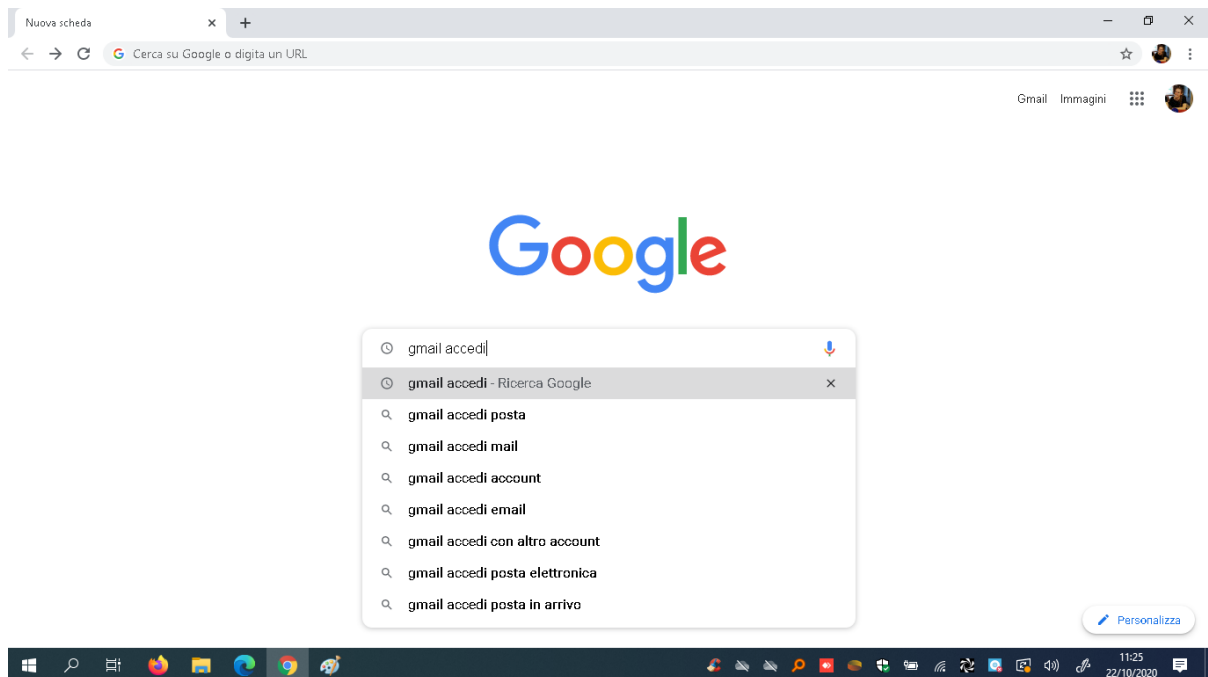 Nuova scheda
Cerca su Google o digita un URL
Gmail Immagini
Google
gmail accedi
gmail accedi - Ricerca Google
gmail accedi posta
gmail accedi mail
gmail accedi account
gmail accedi email
gmail accedi con altro account
gmail accedi posta elettronica
gmail accedi posta in arrivo
Personalizza
11:25
22/10/2020